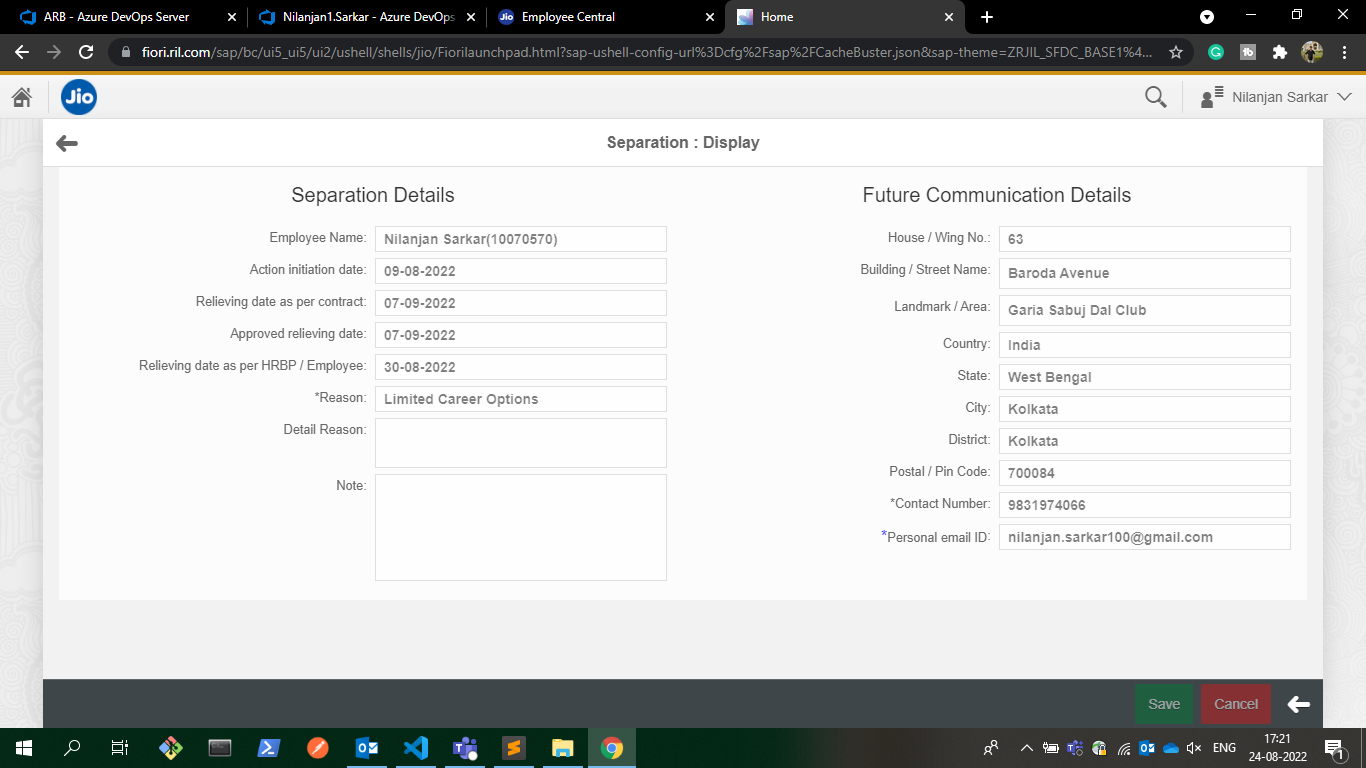 ARB - Azure DevOps Server
Nilanjan1.Sarkar - Azure DevOps
Jio Employee Central
Home
fiori.ril.com/sap/bc/ui5_ui5/ui2/ushell/shells/jio/Fiorilaunchpad.html?sap-ushell-config-url%3Dcfg%2Fsap%2FCacheBuster.json&sap-theme=ZRJIL_SFDC_BASE1%4...
Jio
Nilanjan Sarkar
Separation : Display
Separation Details
Employee Name: Nilanjan Sarkar(10070570)
Action initiation date: 09-08-2022
Relieving date as per contract: 07-09-2022
Approved relieving date: 07-09-2022
Relieving date as per HRBP / Employee: 30-08-2022
*Reason: Limited Career Options
Detail Reason:
Note:
Future Communication Details
House / Wing No.: 63
Building / Street Name: Baroda Avenue
Landmark / Area: Garia Sabuj Dal Club
Country: India
State: West Bengal
City: Kolkata
District: Kolkata
Postal / Pin Code: 700084
*Contact Number: 9831974066
*Personal email ID: nilanjan.sarkar100@gmail.com
Save
Cancel
ENG
17:21
24-08-2022
1